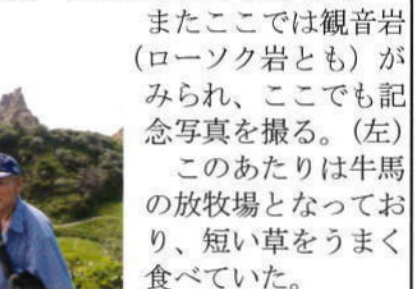 またここでは観音岩
(ローソク岩とも)が
みられ、ここでも記
念写真を撮る。(左)
　このあたりは牛馬
の放牧場となってお
り、短い草をうまく
食べていた。